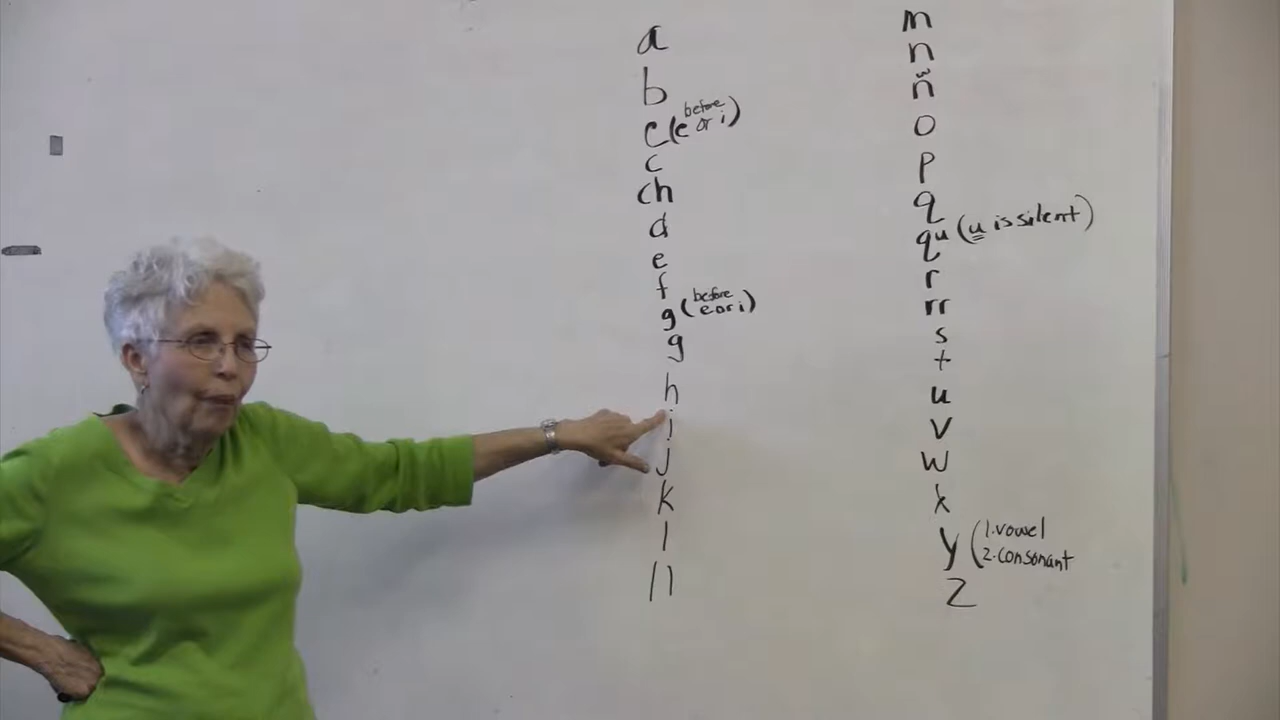 a
b
c (before e or i)
c
ch
d
e
f
g (before e or i)
g
h
i
j
k
l
ll
m
n
ñ
o
p
q
qu (u is silent)
r
rr
s
t
u
v
w
x
y (1. vowel
2. consonant
z